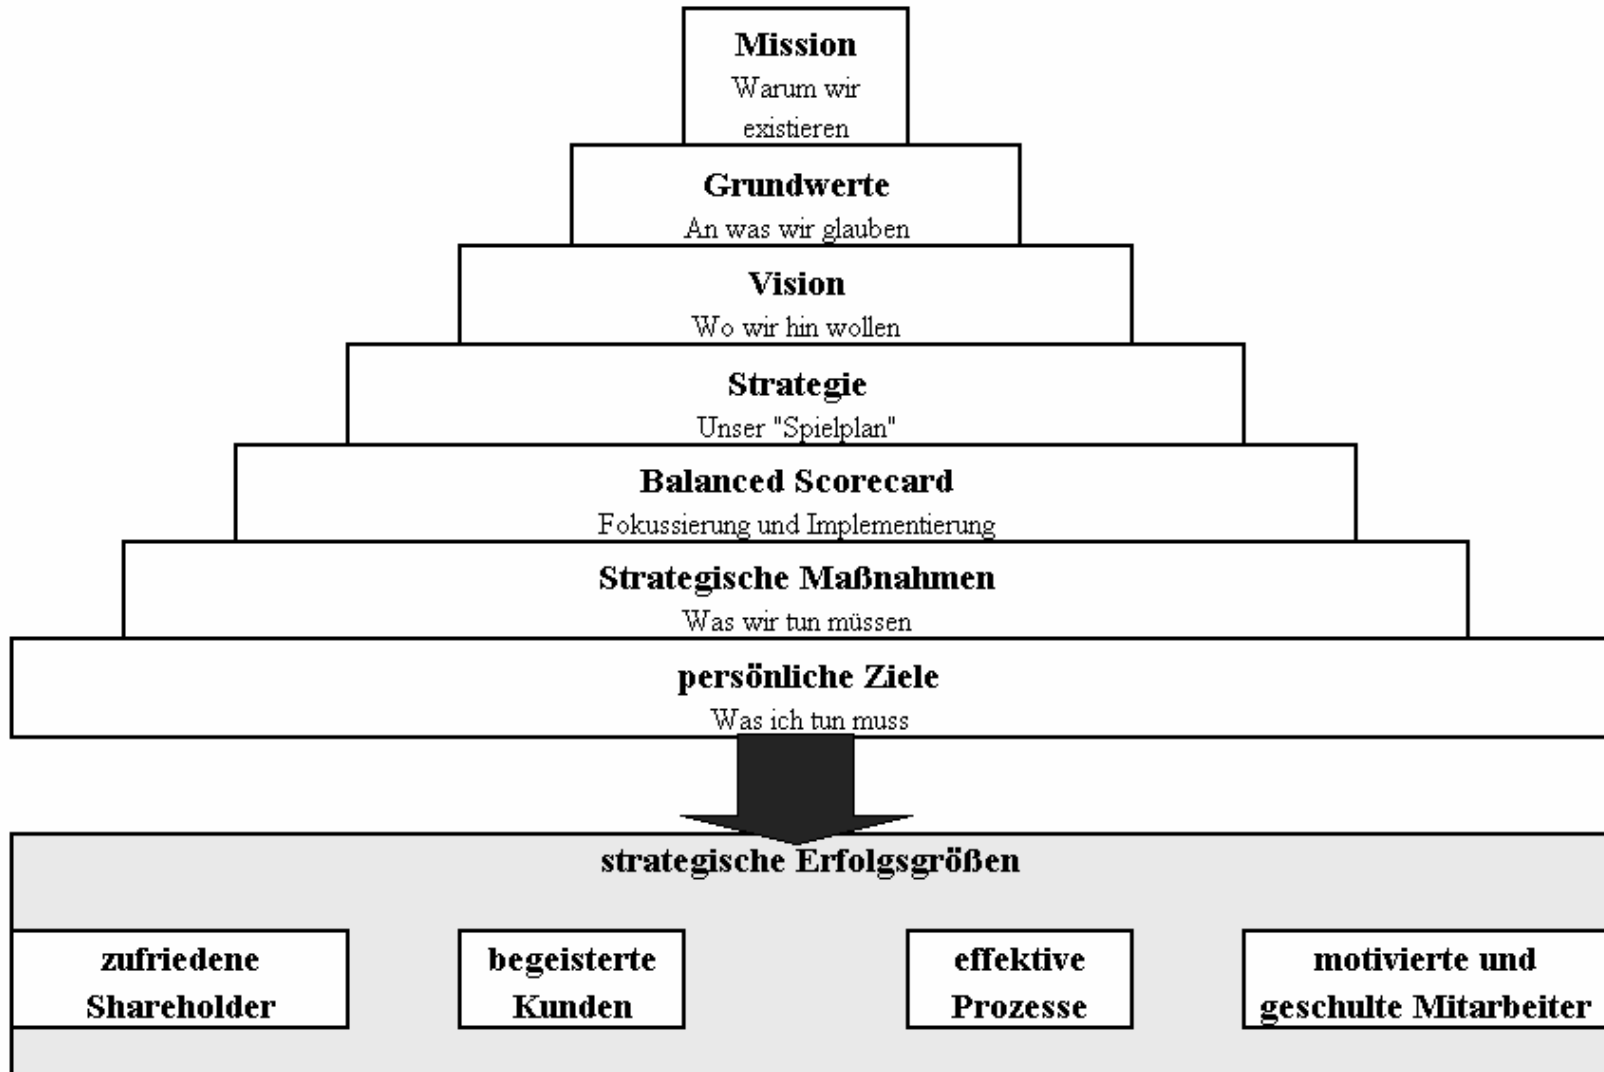 Mission
Warum wir
existieren
Grundwerte
An was wir glauben
Vision
Wo wir hin wollen
Strategie
Unser "Spielplan"
Balanced Scorecard
Fokussierung und Implementierung
Strategische Maßnahmen
Was wir tun müssen
persönliche Ziele
Was ich tun muss
strategische Erfolgsgrößen
zufriedene
Shareholder
begeisterte
Kunden
effektive
Prozesse
motivierte und
geschulte Mitarbeiter